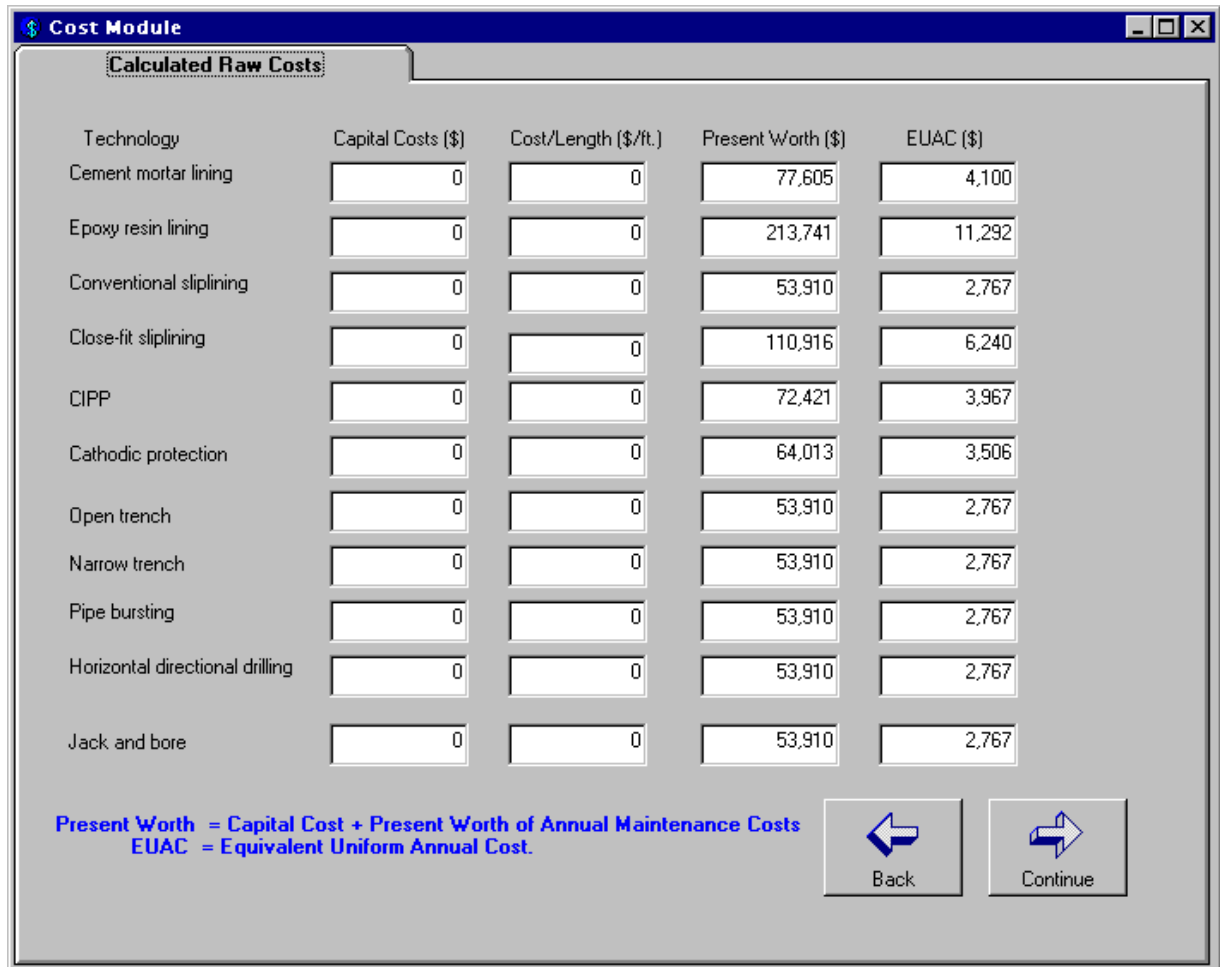 Cost Module
Calculated Raw Costs
Technology Capital Costs ($) Cost/Length ($/ft.) Present Worth ($) EUAC ($)
Cement mortar lining 0 0 77,605 4,100
Epoxy resin lining 0 0 213,741 11,292
Conventional sliplining 0 0 53,910 2,767
Close-fit sliplining 0 0 110,916 6,240
CIPP 0 0 72,421 3,967
Cathodic protection 0 0 64,013 3,506
Open trench 0 0 53,910 2,767
Narrow trench 0 0 53,910 2,767
Pipe bursting 0 0 53,910 2,767
Horizontal directional drilling 0 0 53,910 2,767
Jack and bore 0 0 53,910 2,767
Present Worth = Capital Cost + Present Worth of Annual Maintenance Costs
EUAC = Equivalent Uniform Annual Cost.
Back Continue